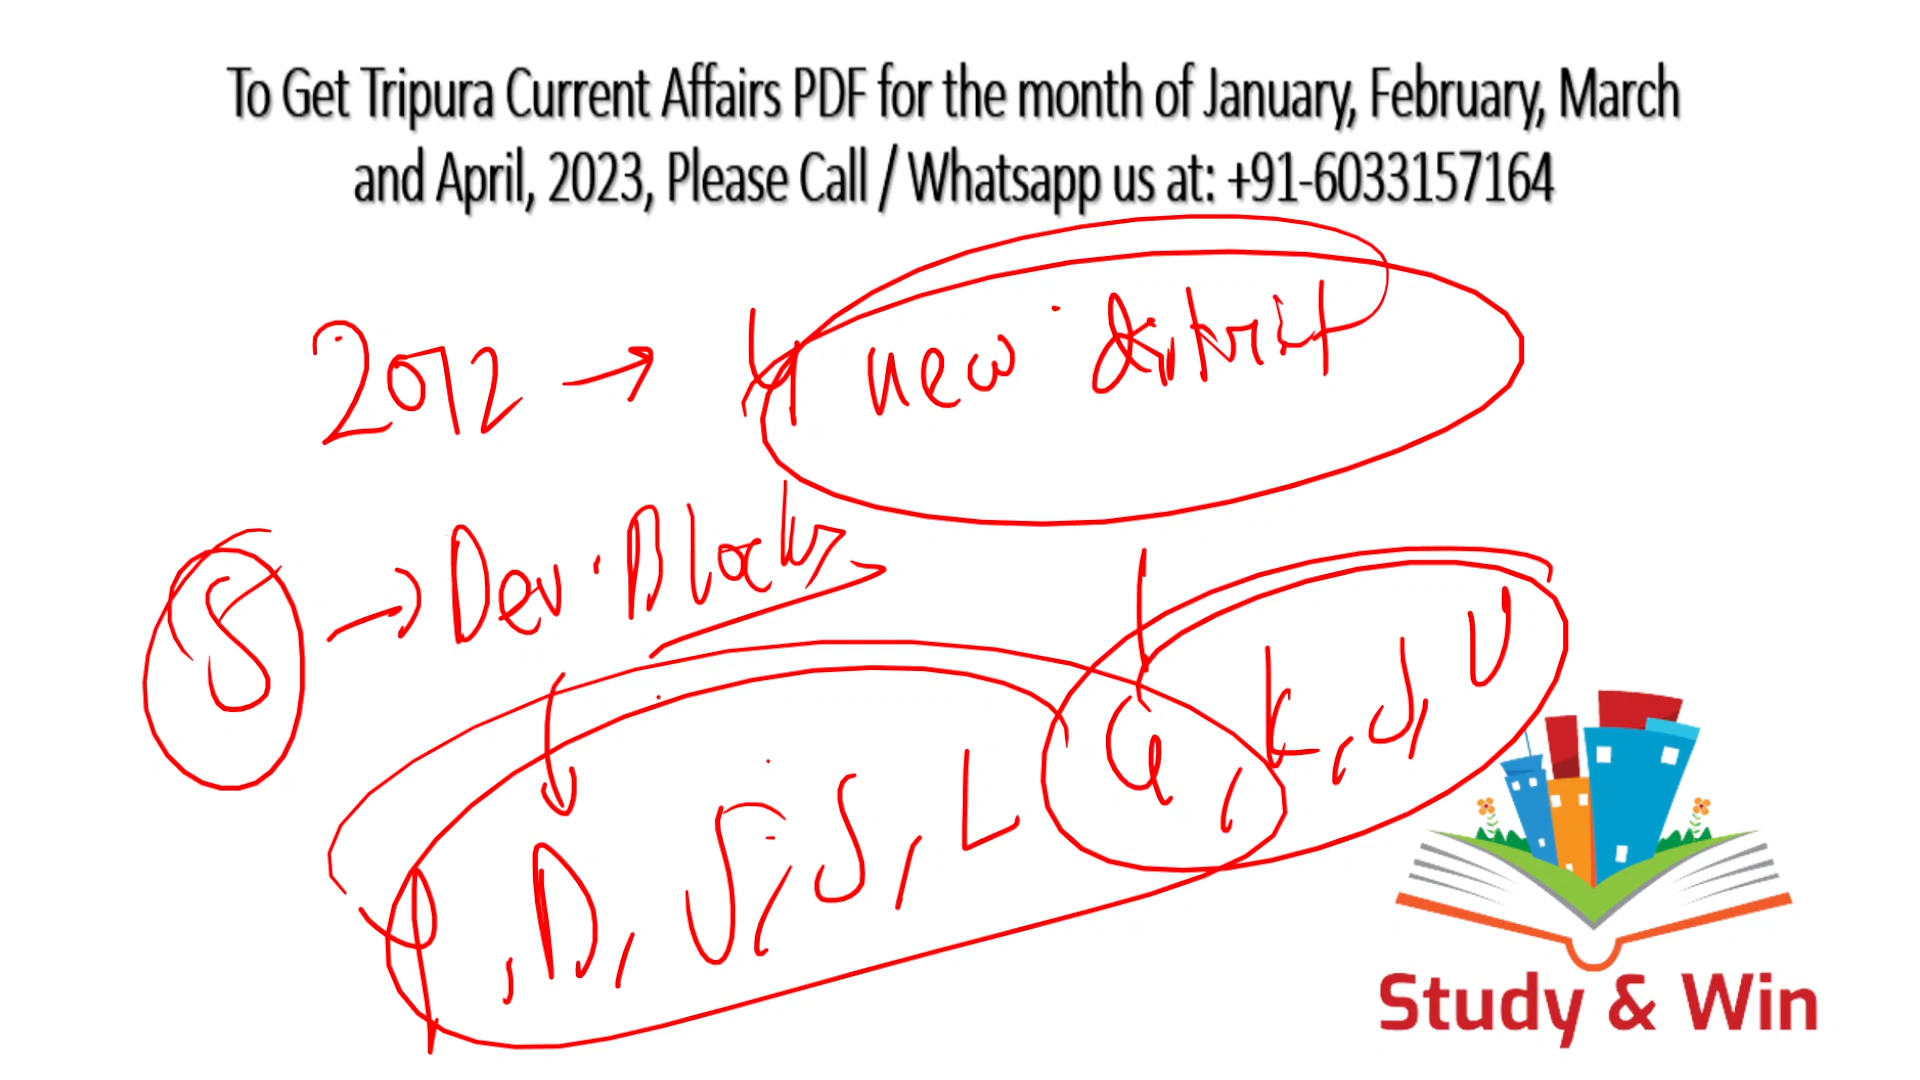 To Get Tripura Current Affairs PDF for the month of January, February, March
and April, 2023, Please Call / Whatsapp us at: +91-6033157164
2012 → 4 new district
8 → Dev. Blocks
G, K, J, U
, D, S, S, L
Study & Win